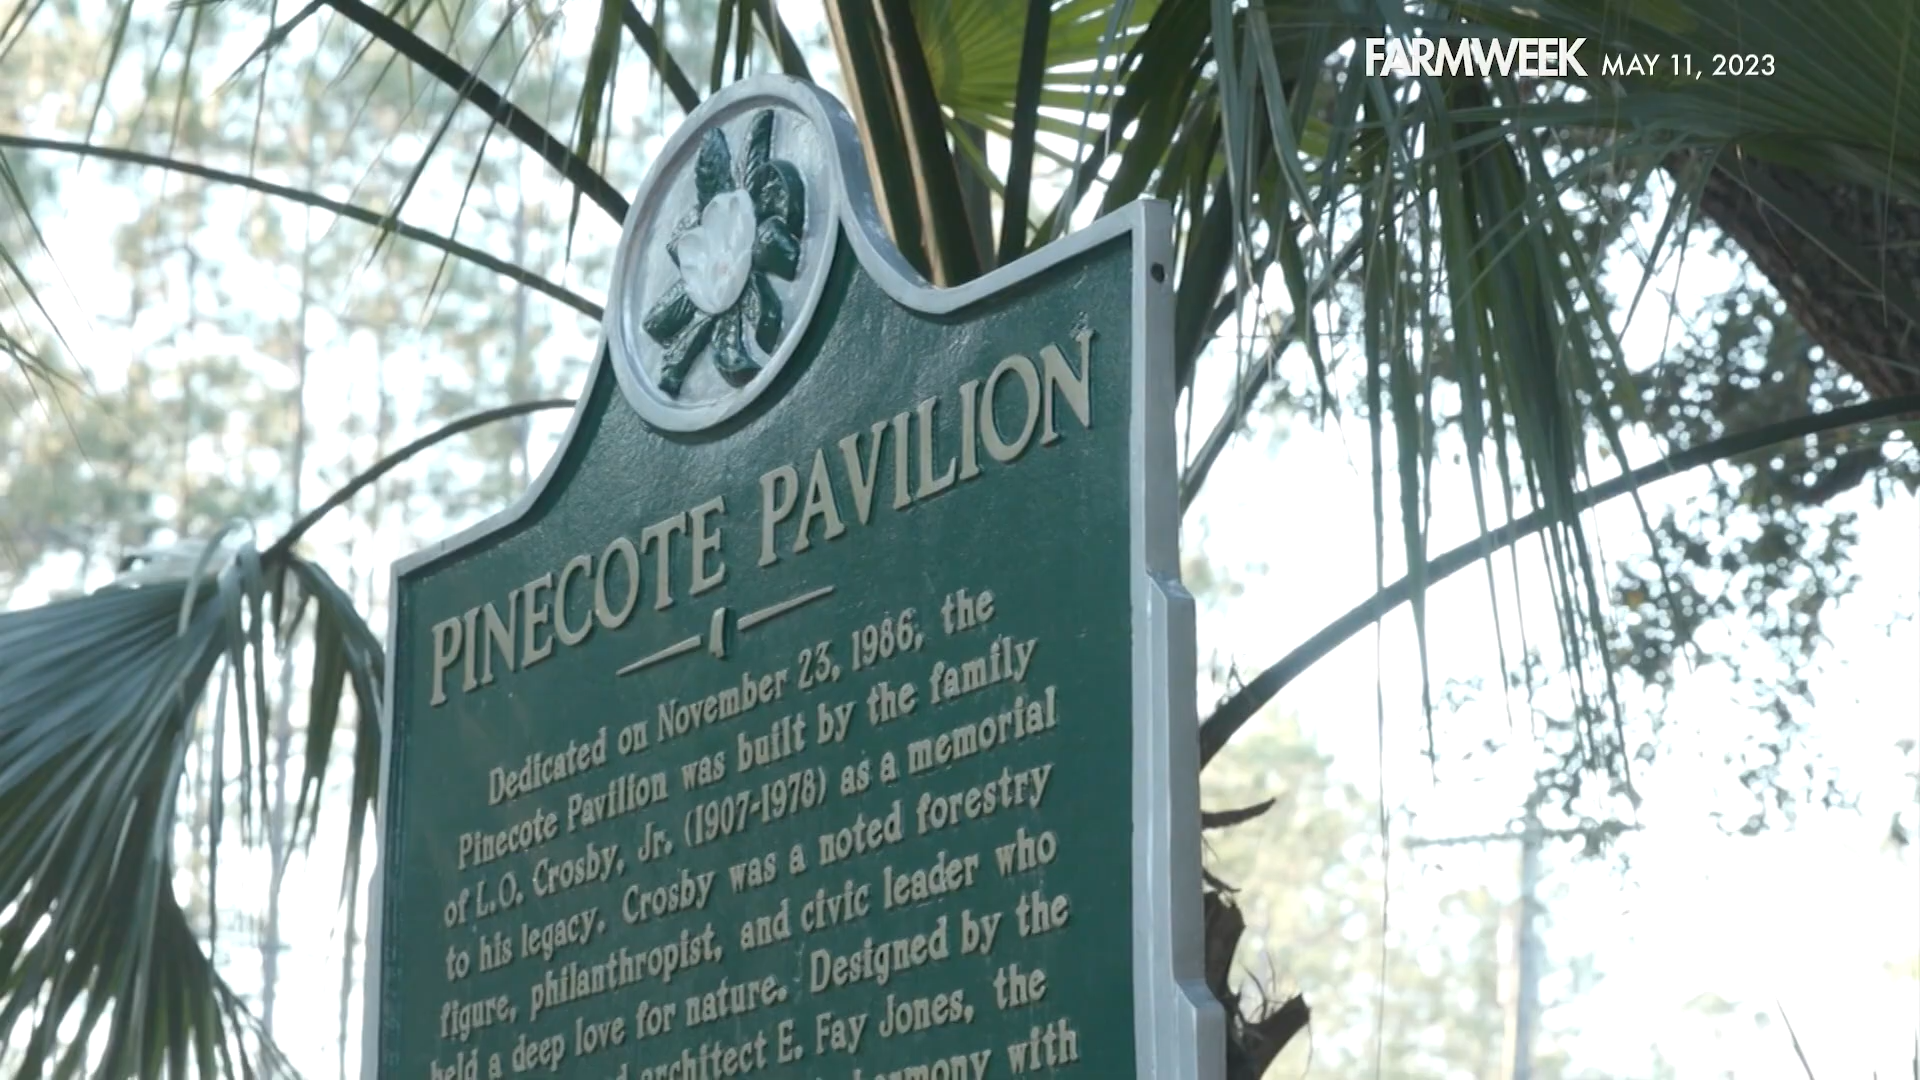 FARMWEEK MAY 11, 2023
PINECOTE PAVILION
Dedicated on November 23, 1986, the
Pinecote Pavilion was built by the family
of L.O. Crosby, Jr. (1907-1978) as a memorial
to his legacy. Crosby was a noted forestry
figure, philanthropist, and civic leader who
held a deep love for nature. Designed by the
architect E. Fay Jones, the
harmony with